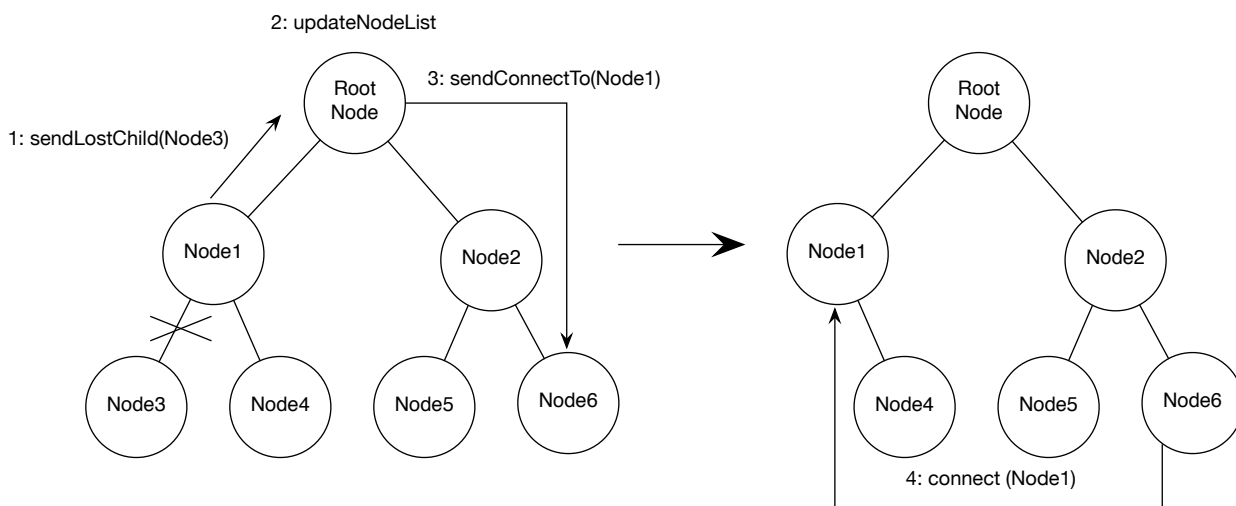 2: updateNodeList
Root
Node
3: sendConnectTo(Node1)
1: sendLostChild(Node3)
Node1
Node2
Node3
Node4
Node5
Node6
Root
Node
Node1
Node2
Node4
Node5
Node6
4: connect (Node1)